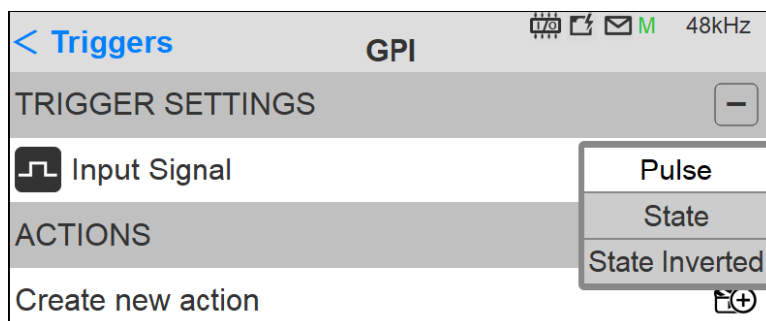 < Triggers
GPI
I/O
M
48kHz
TRIGGER SETTINGS
Input Signal
Pulse
State
State Inverted
ACTIONS
Create new action